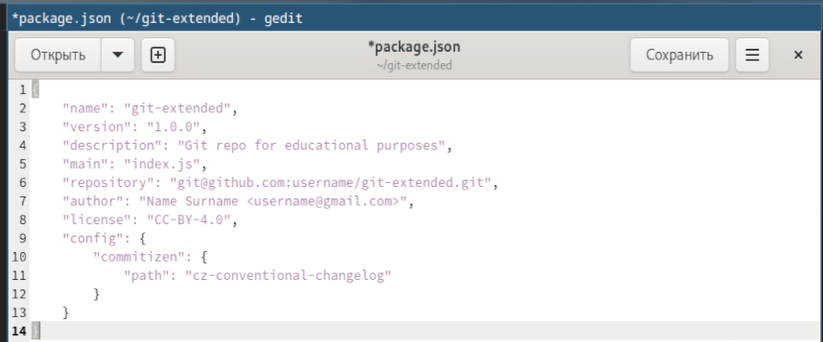 *package.json (~/git-extended) - gedit
Открыть
*package.json
~/git-extended
Сохранить
1 {
2     "name": "git-extended",
3     "version": "1.0.0",
4     "description": "Git repo for educational purposes",
5     "main": "index.js",
6     "repository": "git@github.com:username/git-extended.git",
7     "author": "Name Surname <username@gmail.com>",
8     "license": "CC-BY-4.0",
9     "config": {
10         "commitizen": {
11             "path": "cz-conventional-changelog"
12         }
13     }
14 }